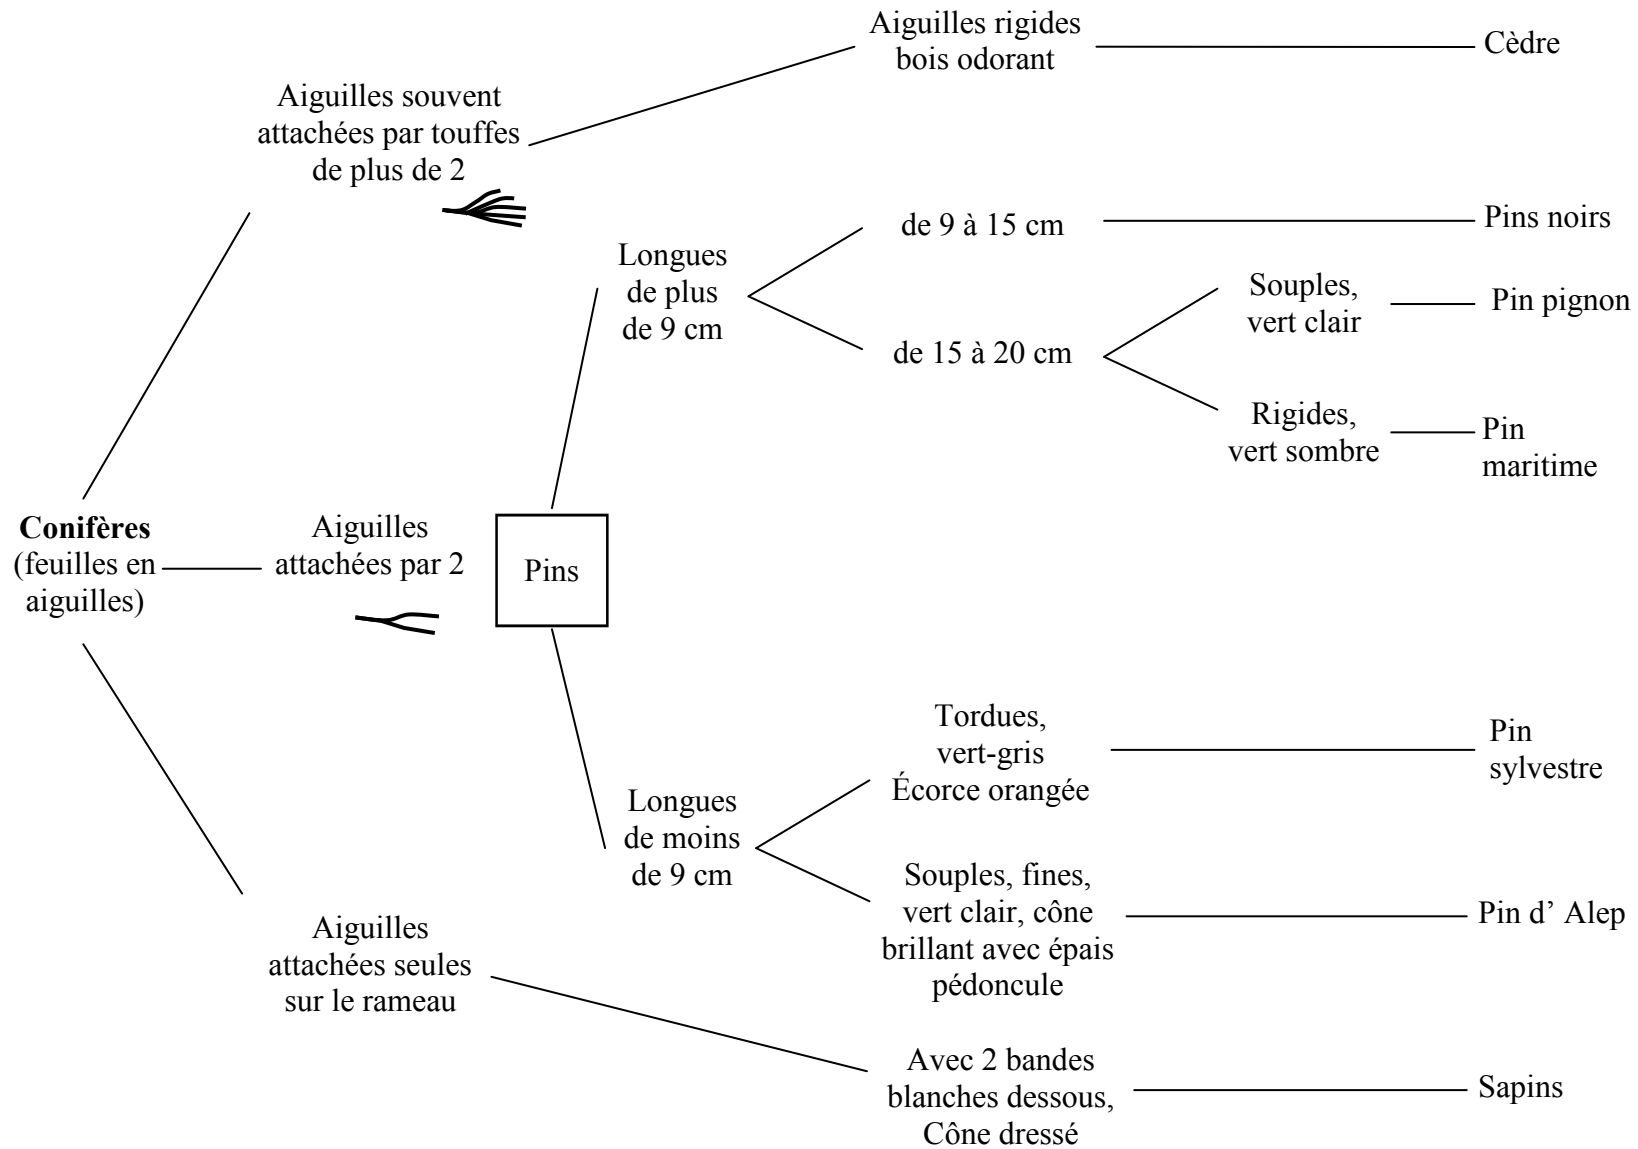 Aiguilles rigides
bois odorant
Cèdre
Aiguilles souvent
attachées par touffes
de plus de 2
Longues
de plus
de 9 cm
de 9 à 15 cm
Pins noirs
de 15 à 20 cm
Souples,
vert clair
Pin pignon
Rigides,
vert sombre
Pin
maritime
Conifères
(feuilles en
aiguilles)
Aiguilles
attachées par 2
Pins
Longues
de moins
de 9 cm
Tordues,
vert-gris
Écorce orangée
Pin
sylvestre
Souples, fines,
vert clair, cône
brillant avec épais
pédoncule
Pin d’ Alep
Aiguilles
attachées seules
sur le rameau
Avec 2 bandes
blanches dessous,
Cône dressé
Sapins